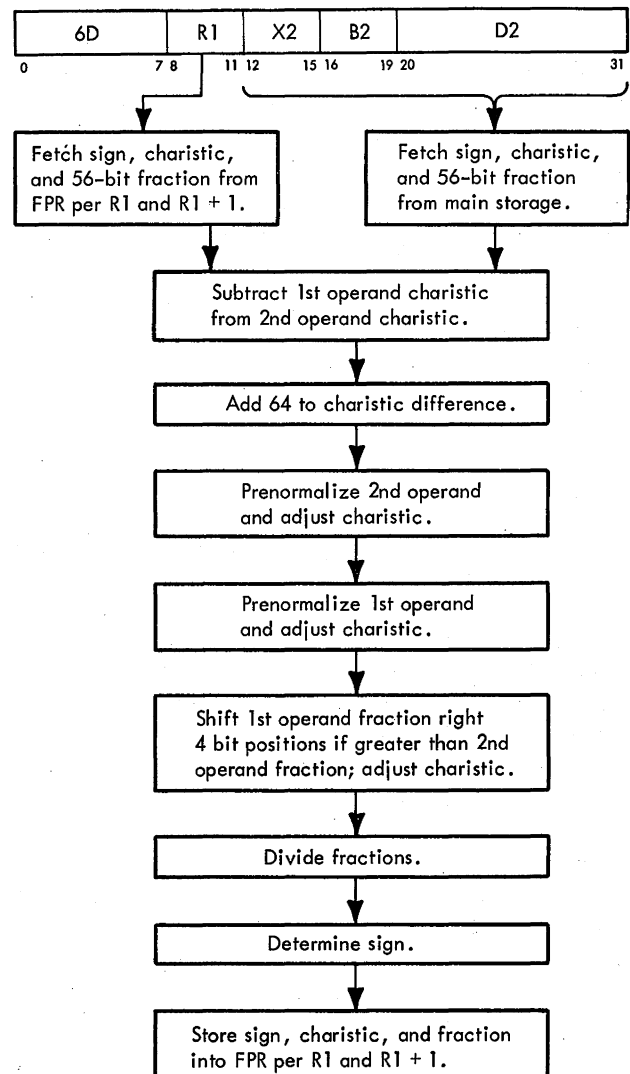 6D R1 X2 B2 D2
0 7 8 11 12 15 16 19 20 31
Fetch sign, charistic,
and 56-bit fraction from
FPR per R1 and R1 + 1.
Fetch sign, charistic,
and 56-bit fraction
from main storage.
Subtract 1st operand charistic
from 2nd operand charistic.
Add 64 to charistic difference.
Prenormalize 2nd operand
and adjust charistic.
Prenormalize 1st operand
and adjust charistic.
Shift 1st operand fraction right
4 bit positions if greater than 2nd
operand fraction; adjust charistic.
Divide fractions.
Determine sign.
Store sign, charistic, and fraction
into FPR per R1 and R1 + 1.